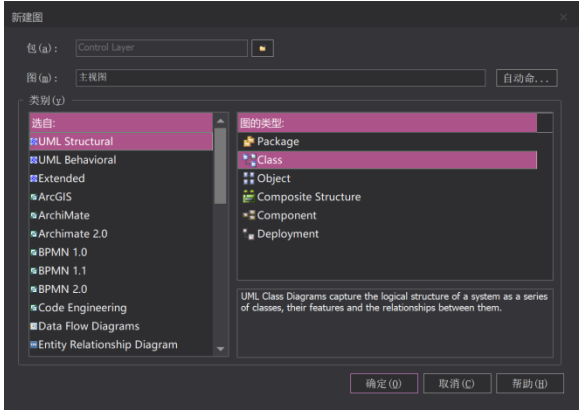 新建图
包(a): Control Layer
图(m): 主视图 自动命...
类别(y)
选自: 图的类型:
UML Structural
UML Behavioral
Extended
ArcGIS
ArchiMate
Archimate 2.0
BPMN 1.0
BPMN 1.1
BPMN 2.0
Code Engineering
Data Flow Diagrams
Entity Relationship Diagram
Package
Class
Object
Composite Structure
Component
Deployment
UML Class Diagrams capture the logical structure of a system as a series
of classes, their features and the relationships between them.
确定(O) 取消(C) 帮助(H)